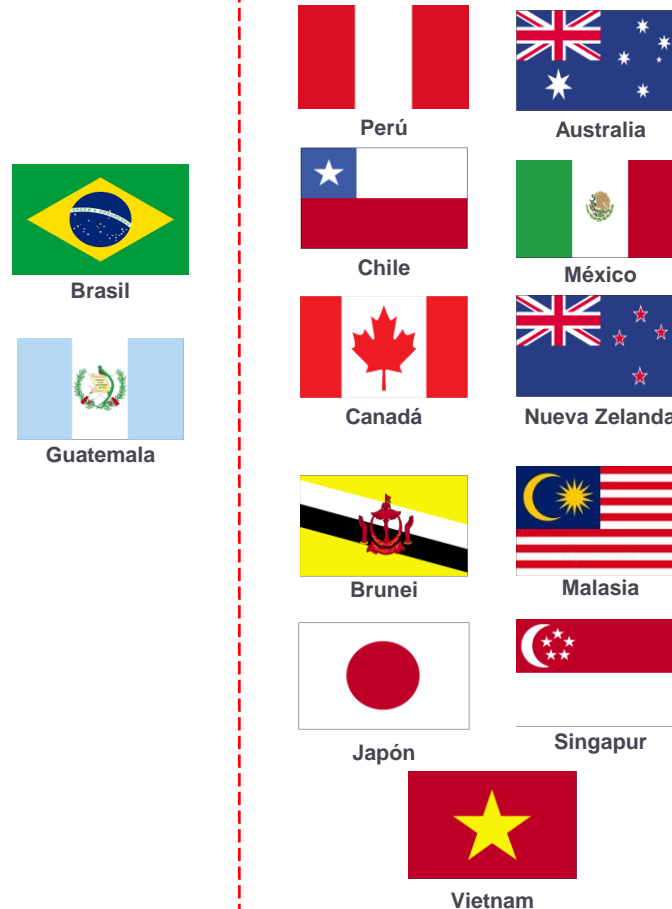 Perú
Australia
Chile
México
Brasil
Canadá
Nueva Zelanda
Guatemala
Brunei
Malasia
Japón
Singapur
Vietnam